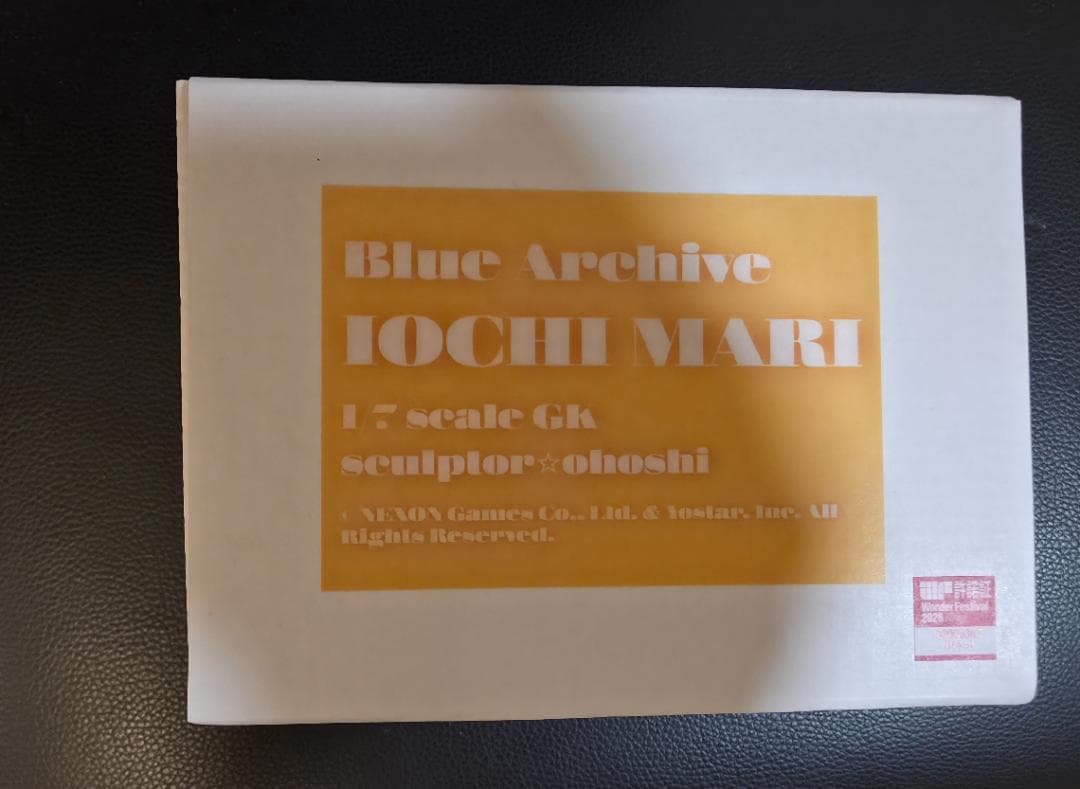 Blue Archive
IOCHI MARI
1/7 scale GK
sculptor☆ohoshi
©NEXON Games Co., Ltd. & Yostar, Inc. All
Rights Reserved.
WF 許諾証
Wonder Festival